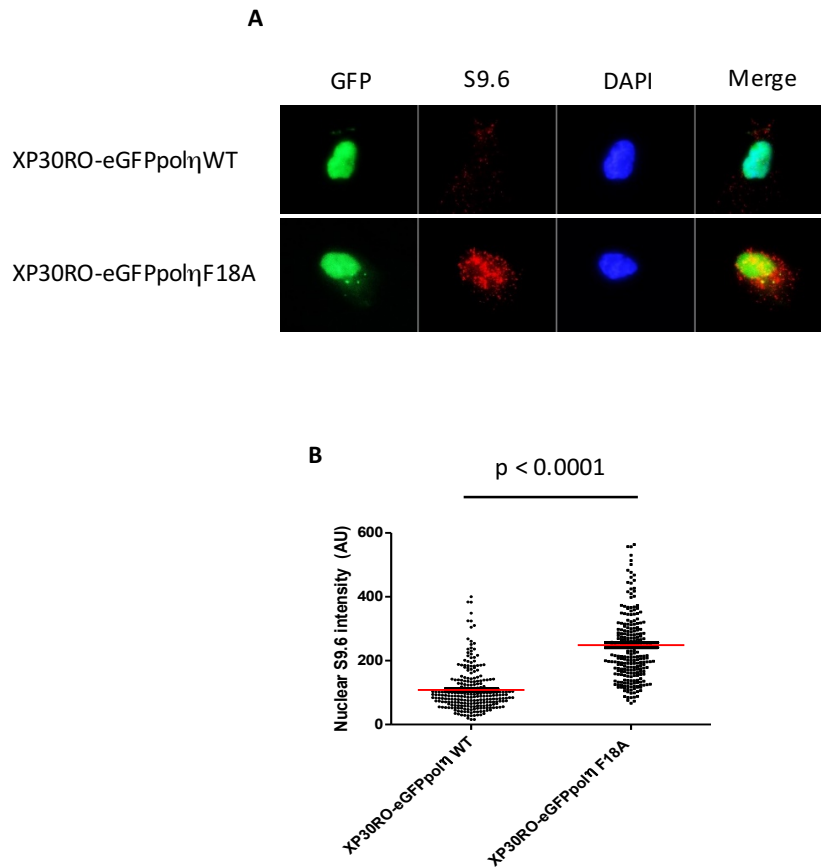 A
GFP S9.6 DAPI Merge
XP30RO-eGFPpolηWT
XP30RO-eGFPpolηF18A
B
p < 0.0001
Nuclear S9.6 intensity (AU)
600
400
200
0
XP30RO-eGFPpolη WT
XP30RO-eGFPpolη F18A